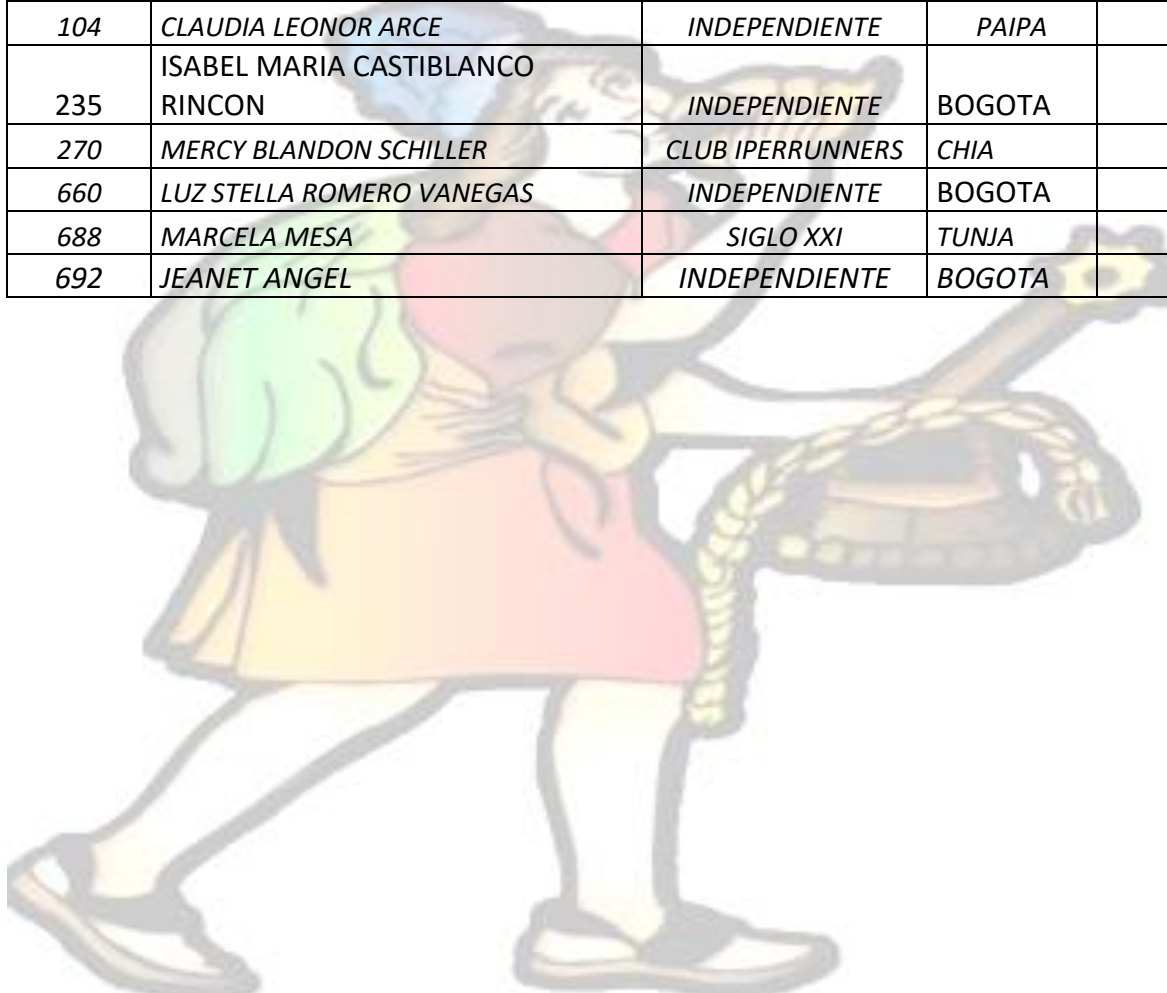 104 CLAUDIA LEONOR ARCE INDEPENDIENTE PAIPA
ISABEL MARIA CASTIBLANCO
235 RINCON INDEPENDIENTE BOGOTA
270 MERCY BLANDON SCHILLER CLUB IPERRUNNERS CHIA
660 LUZ STELLA ROMERO VANEGAS INDEPENDIENTE BOGOTA
688 MARCELA MESA SIGLO XXI TUNJA
692 JEANET ANGEL INDEPENDIENTE BOGOTA